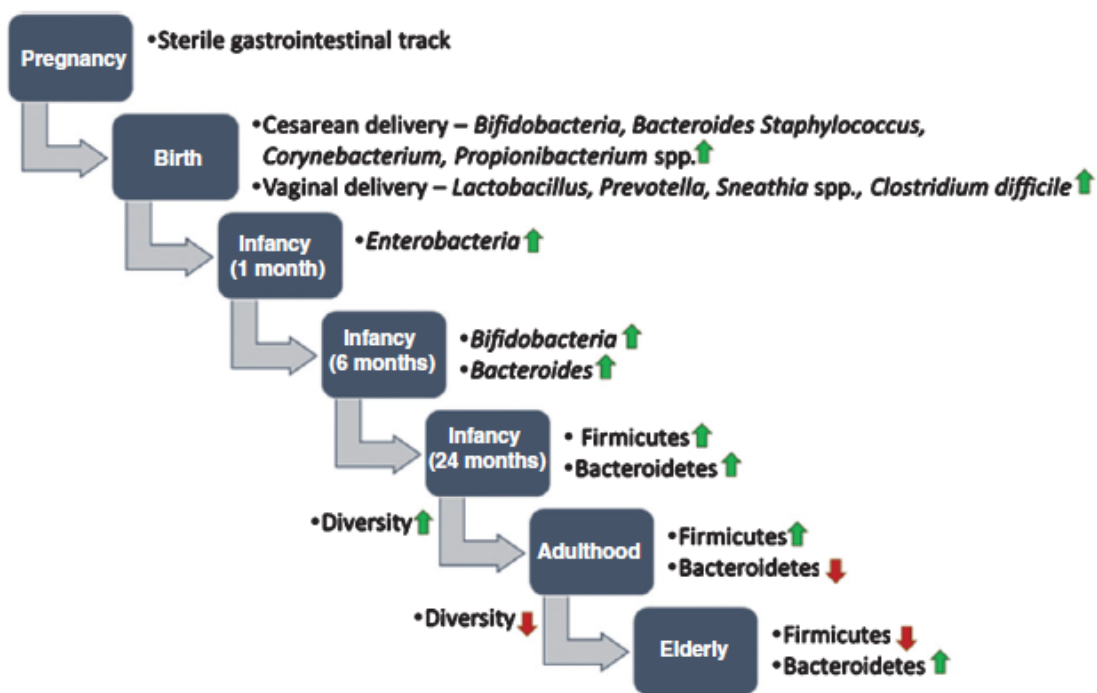 Pregnancy
•Sterile gastrointestinal track
Birth
•Cesarean delivery – Bifidobacteria, Bacteroides Staphylococcus,
Corynebacterium, Propionibacterium spp.
•Vaginal delivery – Lactobacillus, Prevotella, Sneathia spp., Clostridium difficile
Infancy
(1 month)
•Enterobacteria
Infancy
(6 months)
•Bifidobacteria
•Bacteroides
Infancy
(24 months)
• Firmicutes
•Bacteroidetes
•Diversity
Adulthood
•Firmicutes
•Bacteroidetes
•Diversity
Elderly
•Firmicutes
•Bacteroidetes